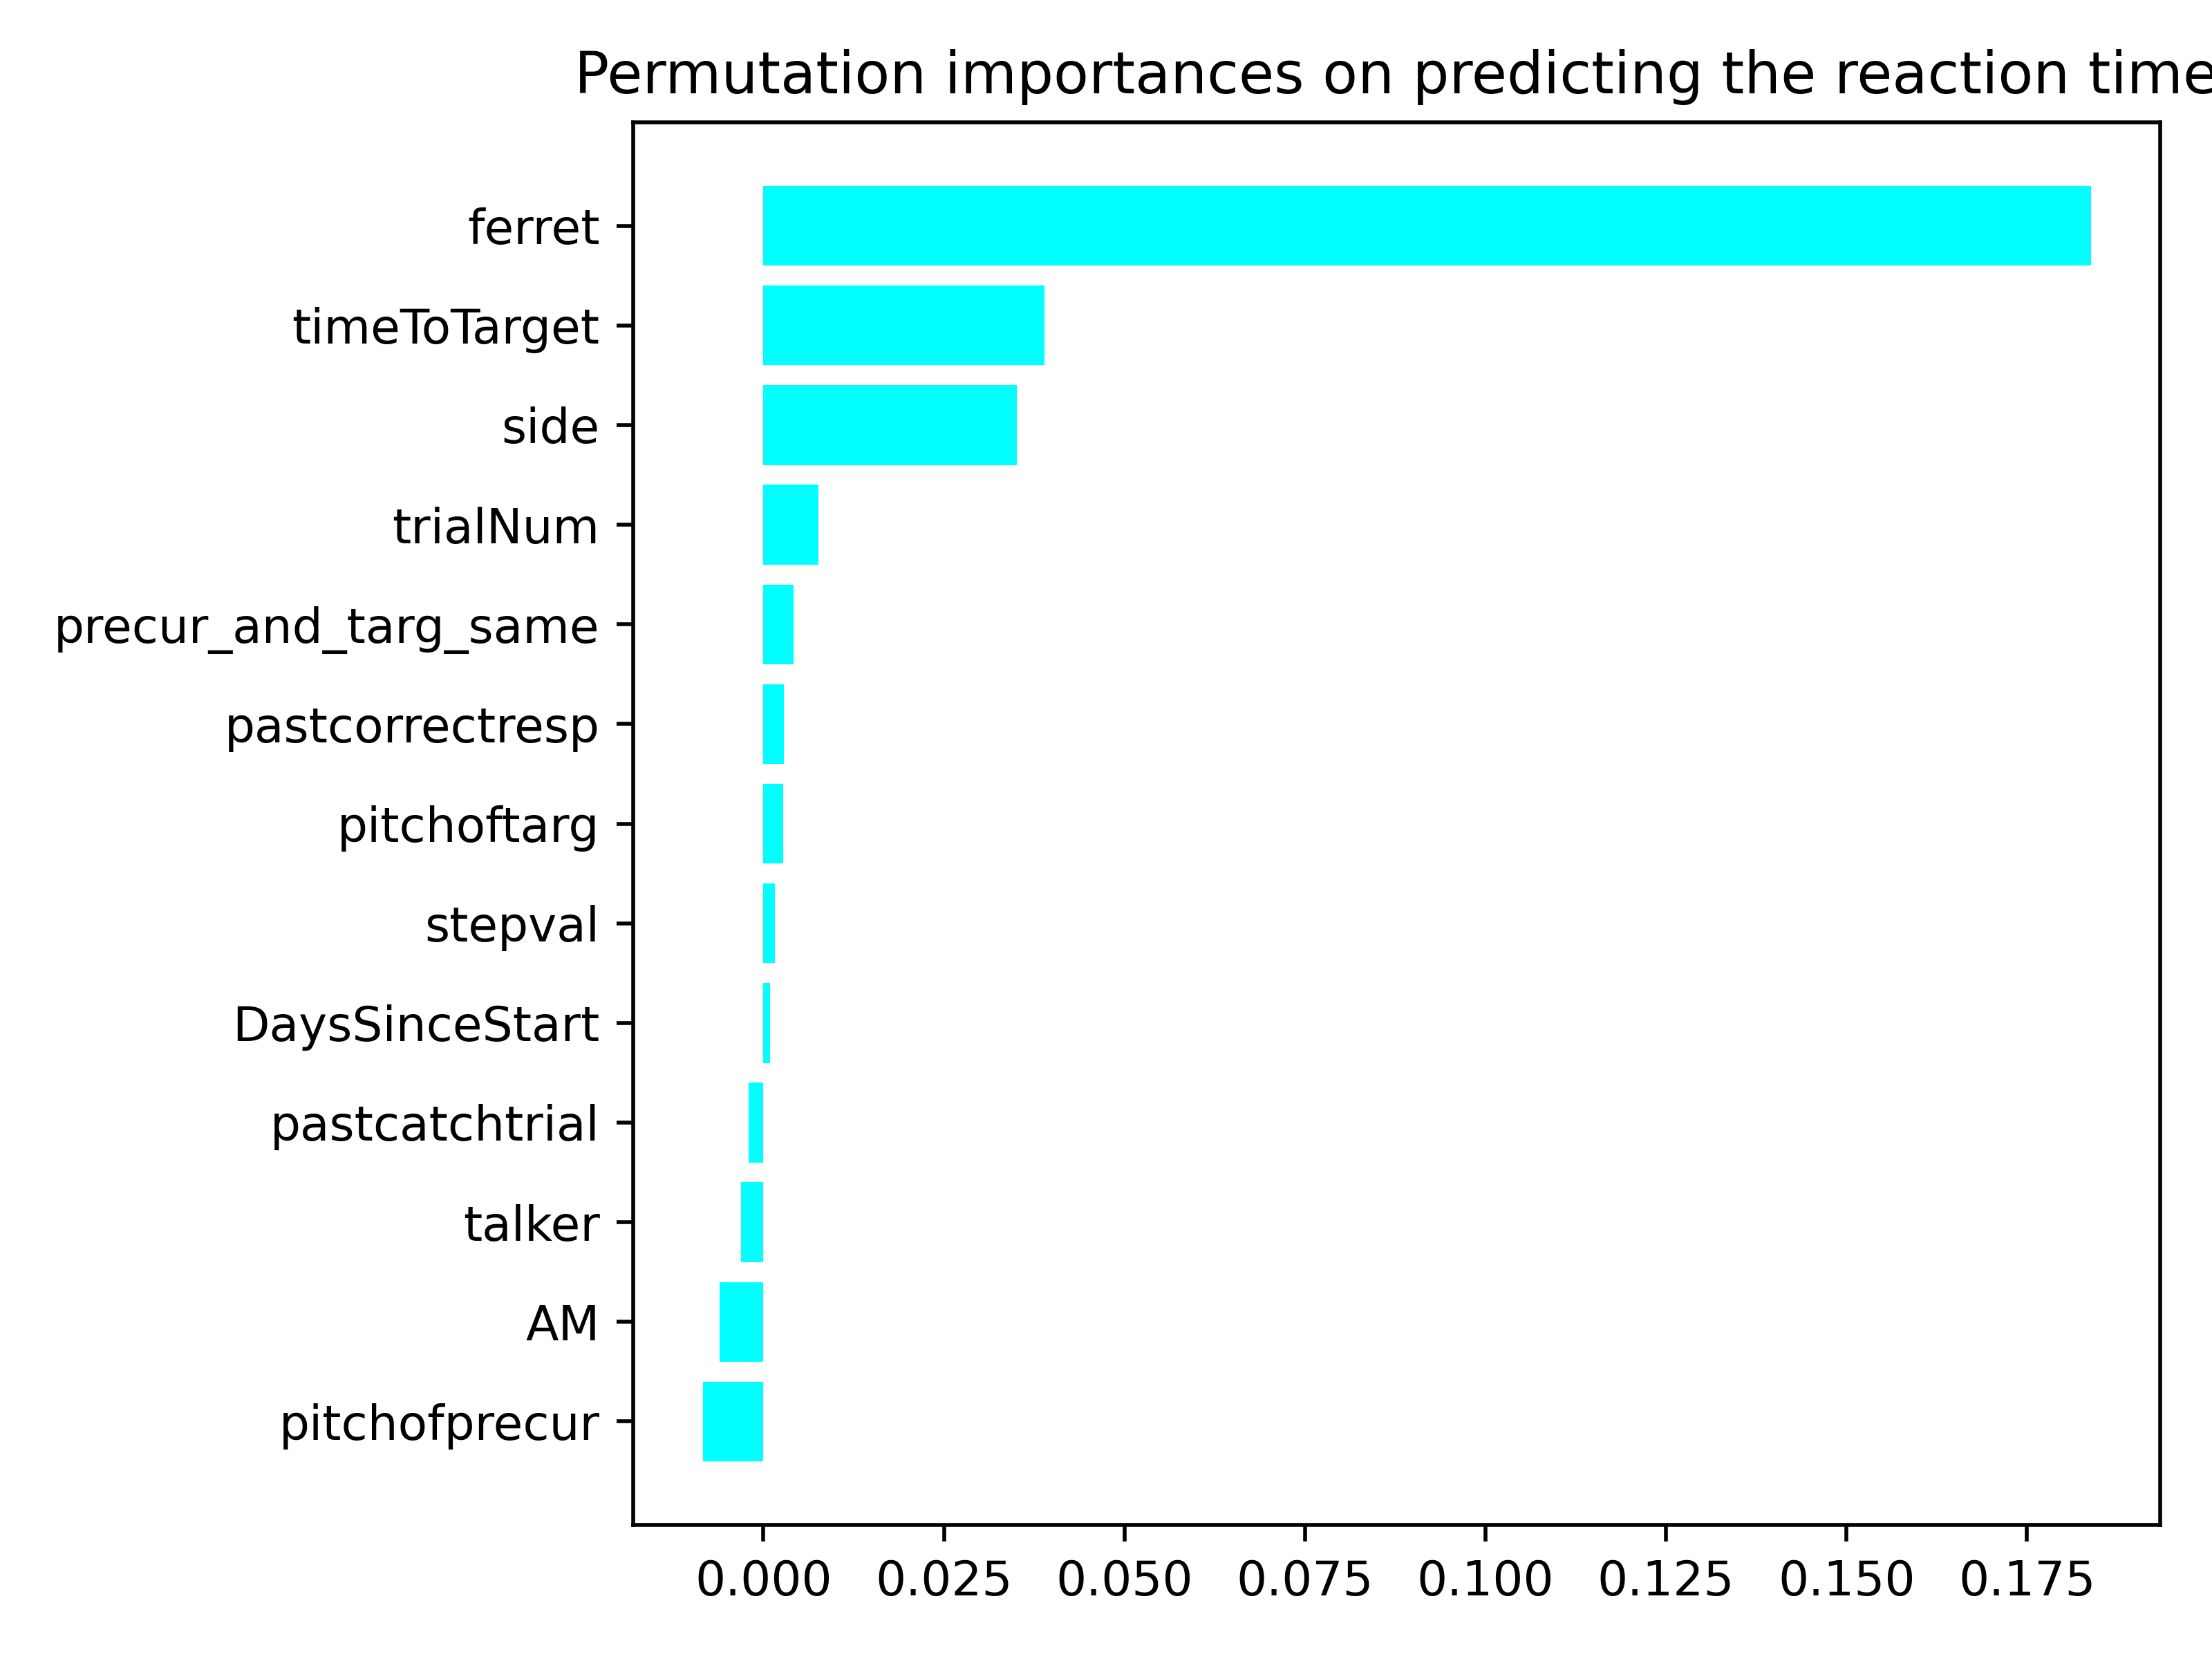 Permutation importances on predicting the reaction time
ferret
timeToTarget
side
trialNum
precur_and_targ_same
pastcorrectresp
pitchoftarg
stepval
DaysSinceStart
pastcatchtrial
talker
AM
pitchofprecur
0.000 0.025 0.050 0.075 0.100 0.125 0.150 0.175